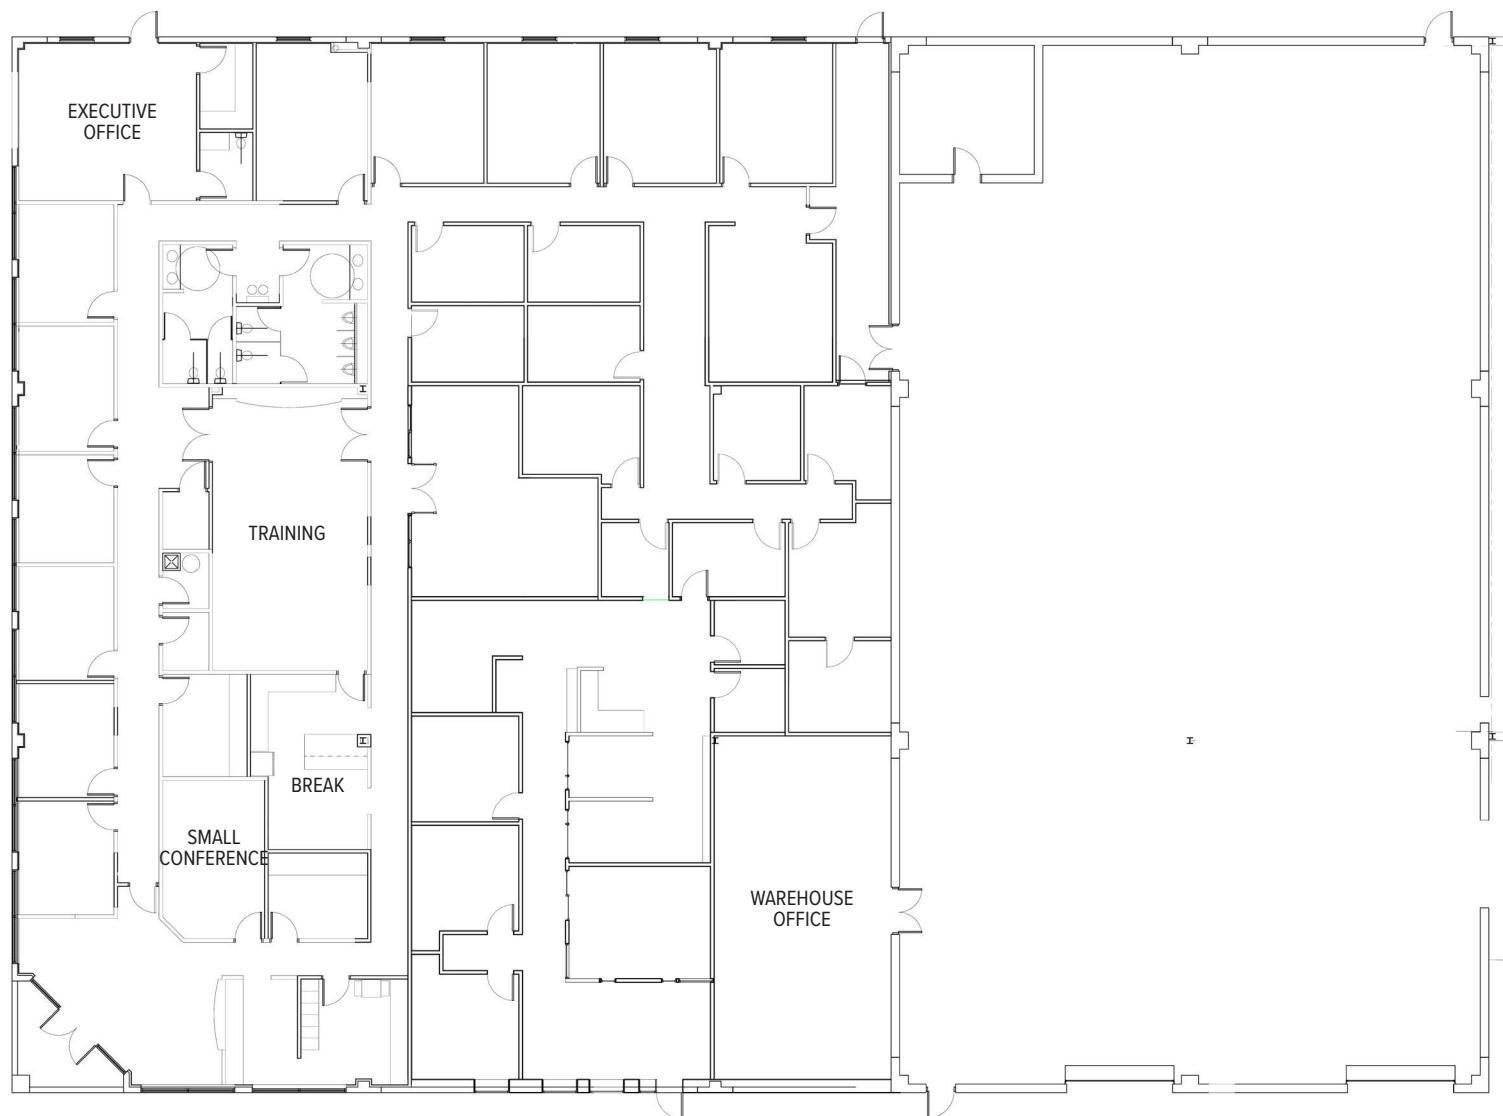 EXECUTIVE
OFFICE
TRAINING
BREAK
SMALL
CONFERENCE
WAREHOUSE
OFFICE